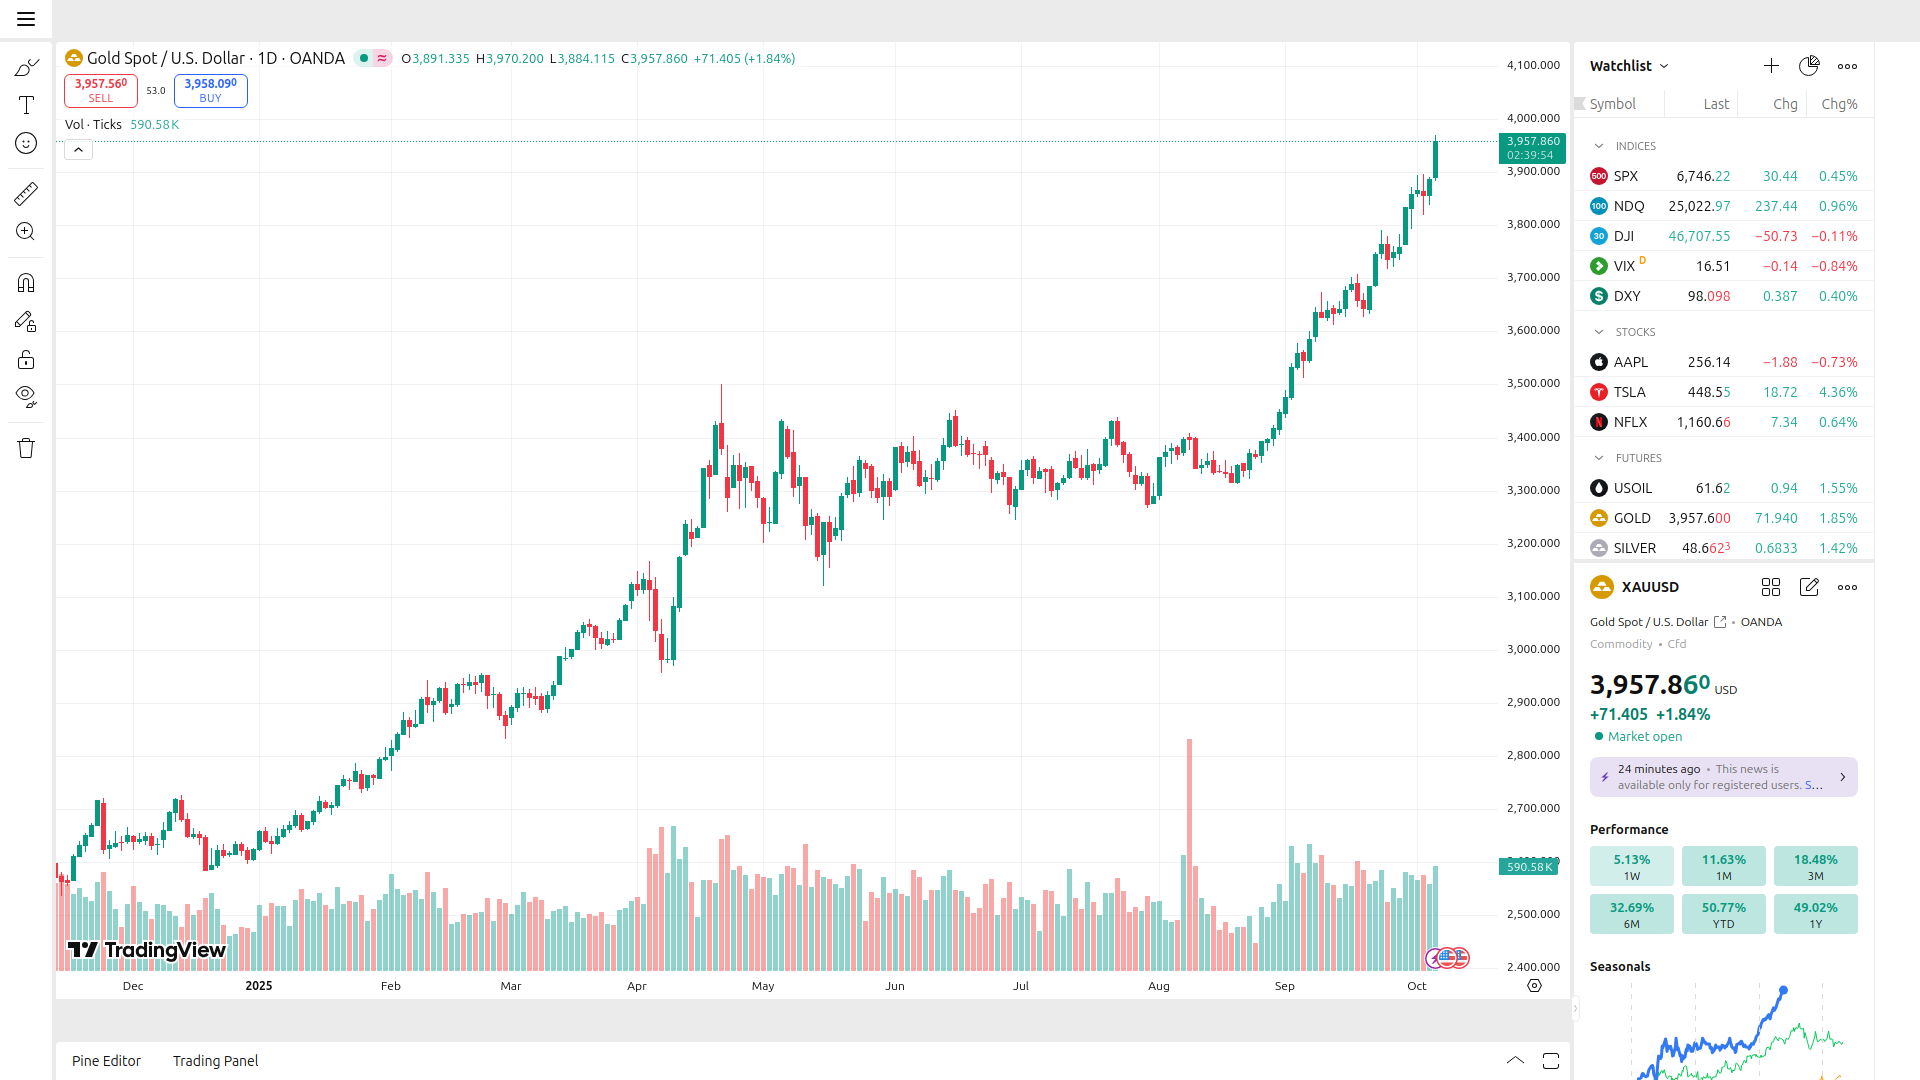 Gold Spot / U.S. Dollar · 1D · OANDA O3,891.335 H3,970.200 L3,884.115 C3,957.860 +71.405 (+1.84%)
3,957.560 SELL 53.0 3,958.090 BUY
Vol · Ticks 590.58K
4,100.000
4,000.000
3,957.860
02:39:54
3,900.000
3,800.000
3,700.000
3,600.000
3,500.000
3,400.000
3,300.000
3,200.000
3,100.000
3,000.000
2,900.000
2,800.000
2,700.000
590.58K
2,500.000
2,400.000
TradingView
Dec 2025 Feb Mar Apr May Jun Jul Aug Sep Oct
Pine Editor Trading Panel
Watchlist
Symbol Last Chg Chg%
INDICES
500 SPX 6,746.22 30.44 0.45%
100 NDQ 25,022.97 237.44 0.96%
30 DJI 46,707.55 −50.73 −0.11%
VIX D 16.51 −0.14 −0.84%
$ DXY 98.098 0.387 0.40%
STOCKS
AAPL 256.14 −1.88 −0.73%
TSLA 448.55 18.72 4.36%
N NFLX 1,160.66 7.34 0.64%
FUTURES
USOIL 61.62 0.94 1.55%
GOLD 3,957.600 71.940 1.85%
SILVER 48.6623 0.6833 1.42%
XAUUSD
Gold Spot / U.S. Dollar • OANDA
Commodity • Cfd
3,957.860 USD
+71.405 +1.84%
Market open
24 minutes ago • This news is
available only for registered users. S...
Performance
5.13% 11.63% 18.48%
1W 1M 3M
32.69% 50.77% 49.02%
6M YTD 1Y
Seasonals